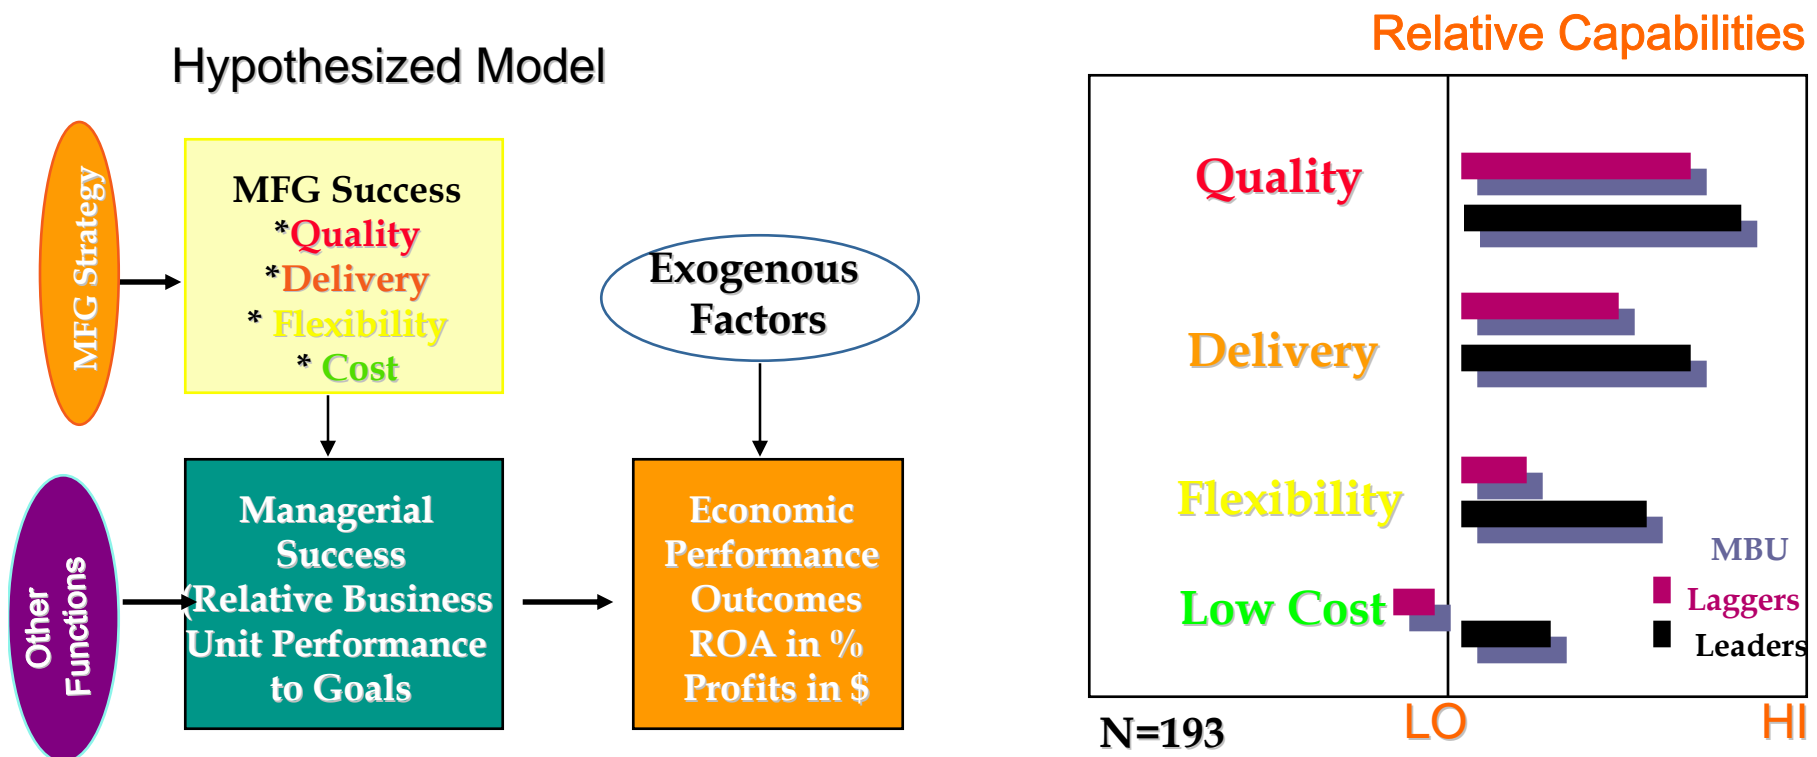 Hypothesized Model
MFG Strategy
MFG Success
*Quality
*Delivery
* Flexibility
* Cost
Exogenous
Factors
Other
Functions
Managerial
Success
(Relative Business
Unit Performance
to Goals
Economic
Performance
Outcomes
ROA in %
Profits in $
Relative Capabilities
Quality
Delivery
Flexibility
Low Cost
MBU
Laggers
Leaders
N=193
LO
HI